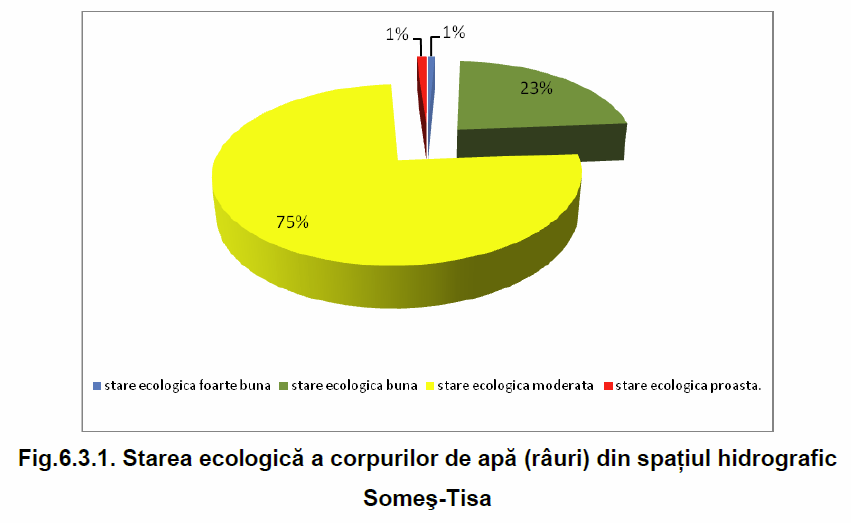 1%
1%
23%
75%
stare ecologica foarte buna
stare ecologica buna
stare ecologica moderata
stare ecologica proasta.
Fig.6.3.1. Starea ecologică a corpurilor de apă (râuri) din spațiul hidrografic
Someş-Tisa